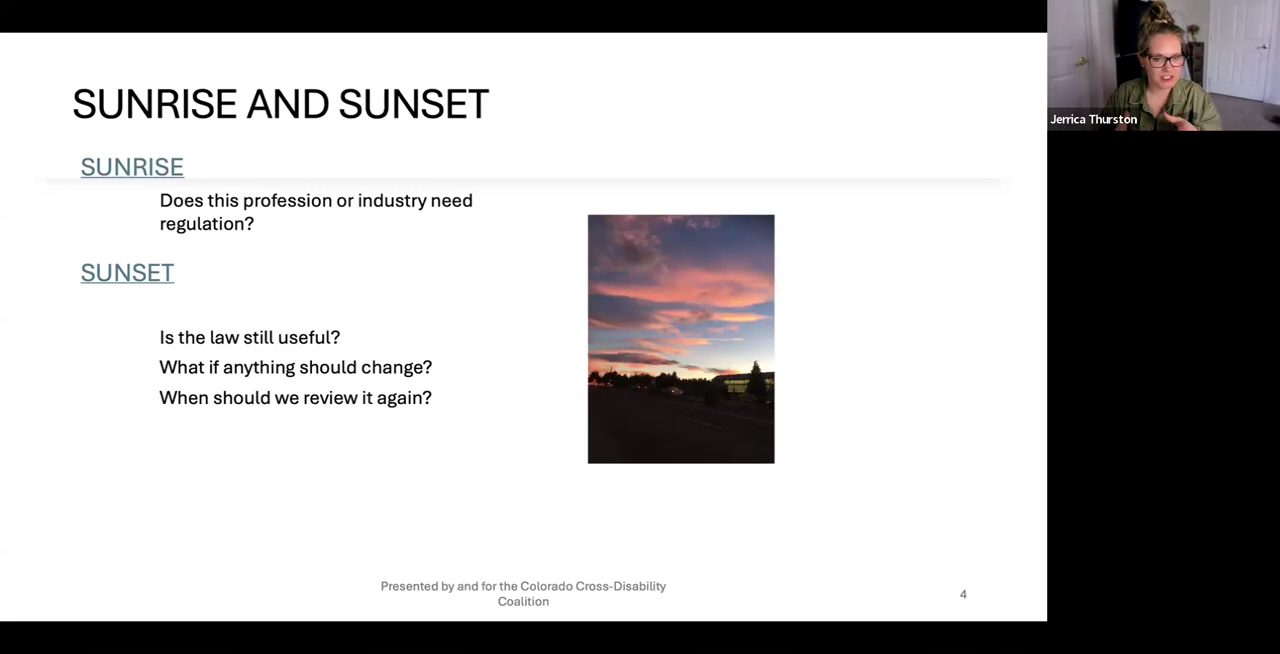 SUNRISE AND SUNSET
SUNRISE
Does this profession or industry need
regulation?
SUNSET
Is the law still useful?
What if anything should change?
When should we review it again?
Presented by and for the Colorado Cross-Disability
Coalition
4
Jerrica Thurston